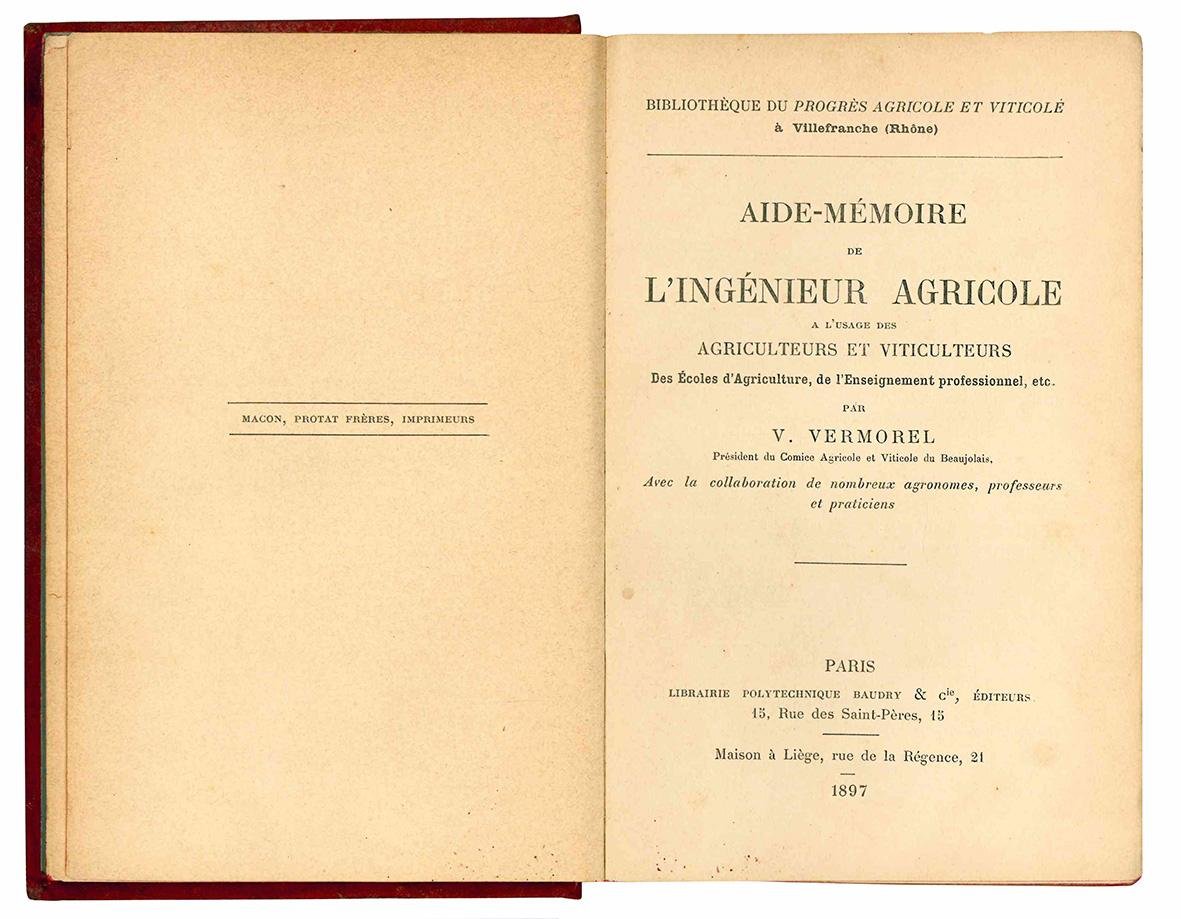 MACON, PROTAT FRÈRES, IMPRIMEURS
BIBLIOTHÈQUE DU PROGRÈS AGRICOLE ET VITICOLE
à Villefranche (Rhône)
AIDE-MÉMOIRE
DE
L'INGÉNIEUR AGRICOLE
A L'USAGE DES
AGRICULTEURS ET VITICULTEURS
Des Écoles d'Agriculture, de l'Enseignement professionnel, etc.
PAR
V. VERMOREL
Président du Comice Agricole et Viticole du Beaujolais,
Avec la collaboration de nombreux agronomes, professeurs
et praticiens
PARIS
LIBRAIRIE POLYTECHNIQUE BAUDRY & Cie, ÉDITEURS
15, Rue des Saint-Pères, 15
Maison à Liège, rue de la Régence, 21
1897